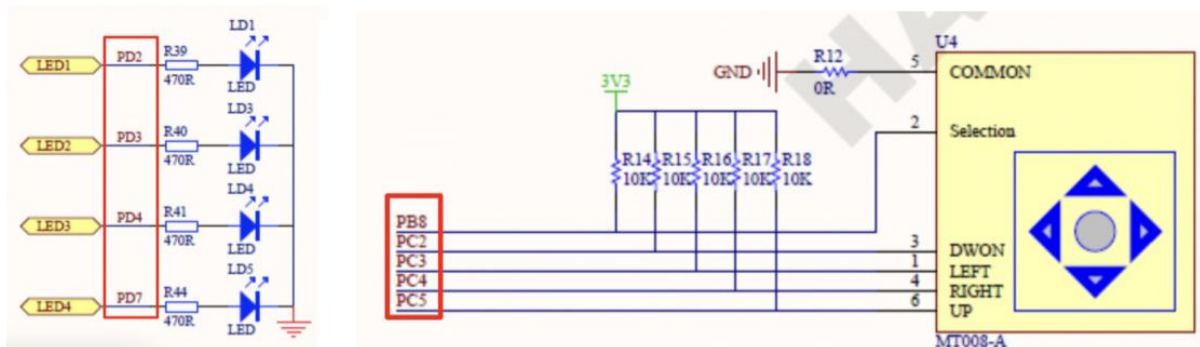 LD1
LED1 PD2 R39
470R LED
LD3
LED2 PD3 R40
470R LED
LD4
LED3 PD4 R41
470R LED
LD5
LED4 PD7 R44
470R LED
3V3
GND R12 5
0R
U4
COMMON
2 Selection
R14 R15 R16 R17 R18
10K 10K 10K 10K 10K
PB8
PC2 3 DWON
PC3 1 LEFT
PC4 4 RIGHT
PC5 6 UP
MT008-A